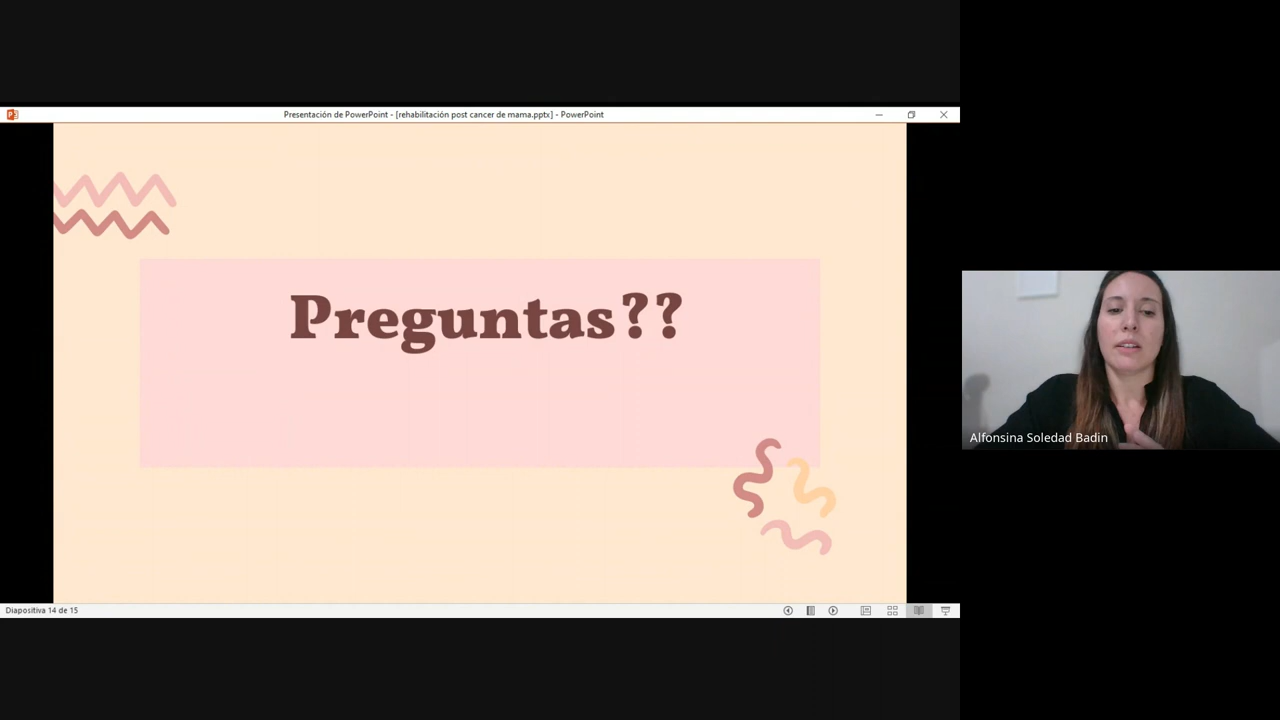 Presentación de PowerPoint - [rehabilitación post cancer de mama.pptx] - PowerPoint
Preguntas??
Alfonsina Soledad Badin
Diapositiva 14 de 15